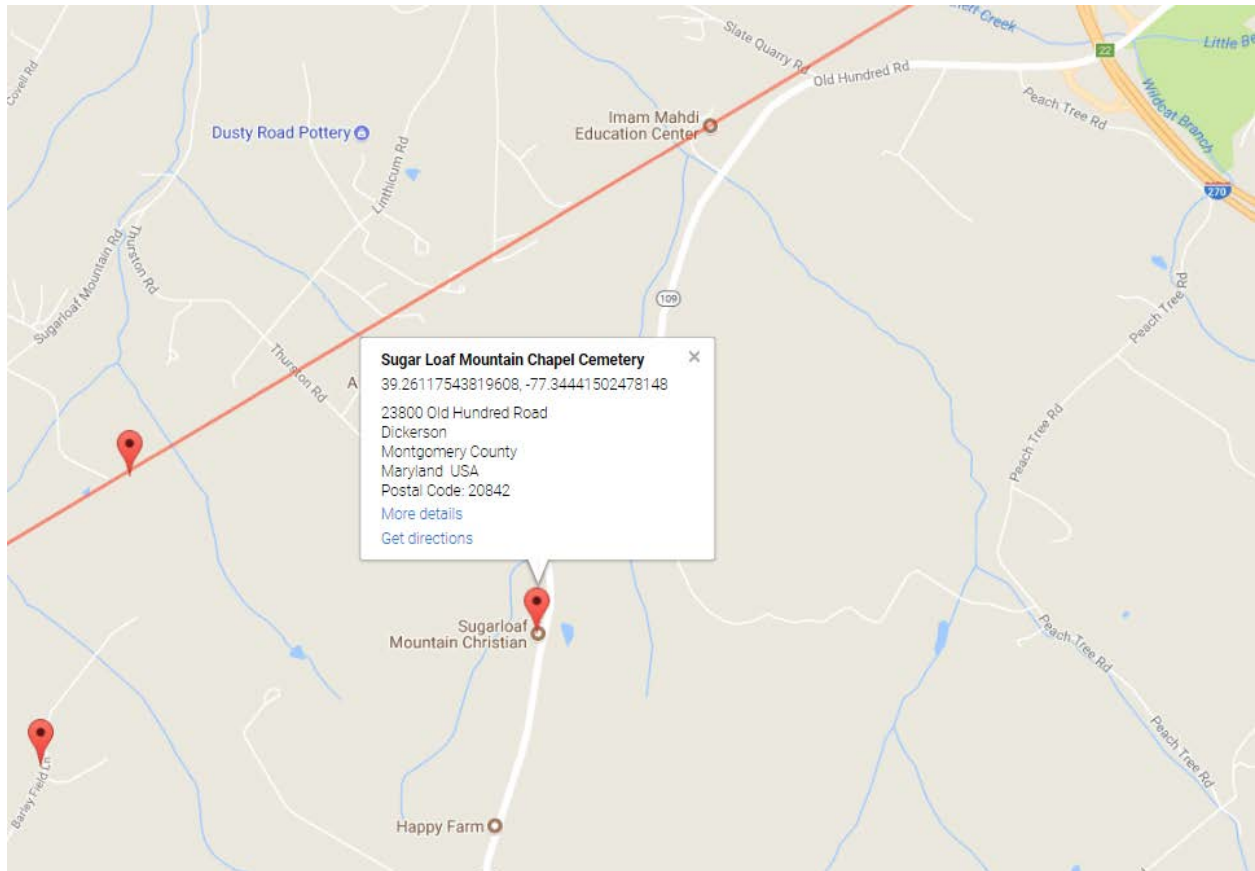 Covell Rd
Slate Quarry Rd
Old Hundred Rd
22
Creek
Little Be
Wildcat Branch
Peach Tree Rd
270
Dusty Road Pottery
Imam Mahdi
Education Center
Linthicum Rd
Sugarloaf Mountain Rd
Thurston Rd
Thurston Rd
109
Peach Tree Rd
A
Sugar Loaf Mountain Chapel Cemetery
×
39.26117543819608, -77.34441502478148
23800 Old Hundred Road
Dickerson
Montgomery County
Maryland USA
Postal Code: 20842
More details
Get directions
Peach Tree Rd
Sugarloaf
Mountain Christian
Peach Tree Rd
Peach Tree Rd
Barley Field Ln
Happy Farm